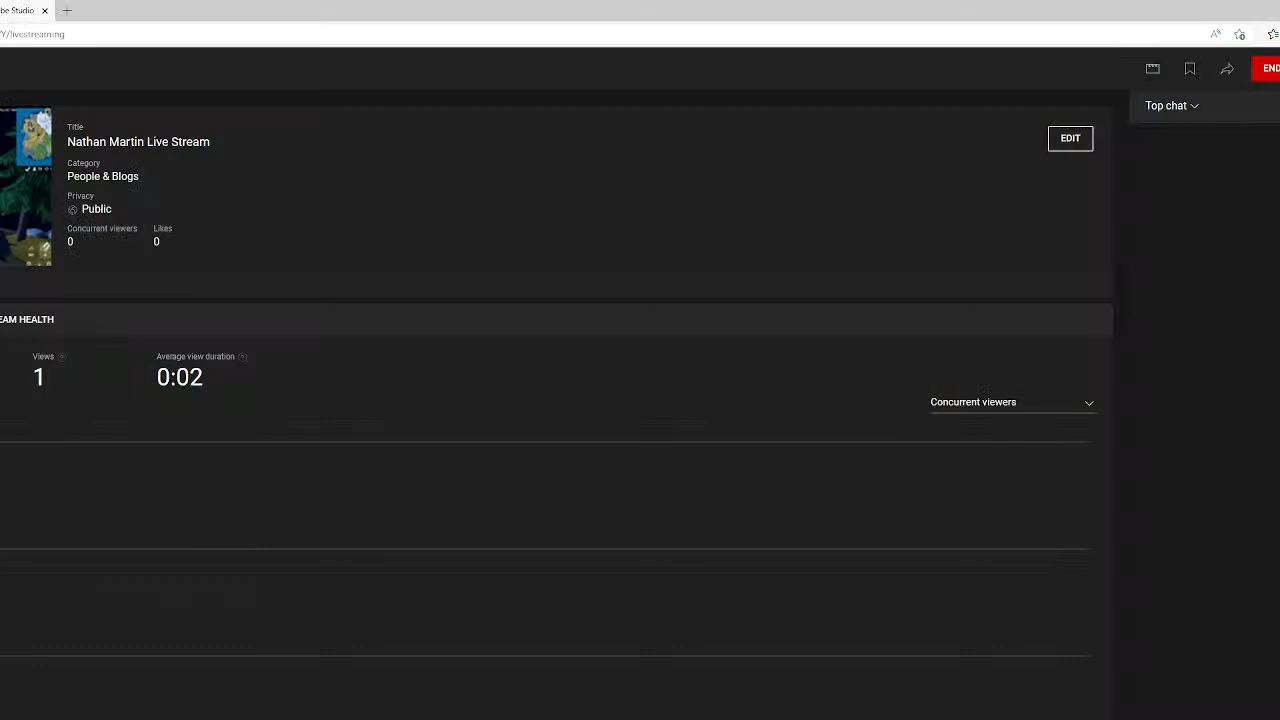 be Studio
Y/livestreaming
END
Top chat
Title
Nathan Martin Live Stream
EDIT
Category
People & Blogs
Privacy
Public
Concurrent viewers Likes
0 0
EAM HEALTH
Views Average view duration
1 0:02
Concurrent viewers